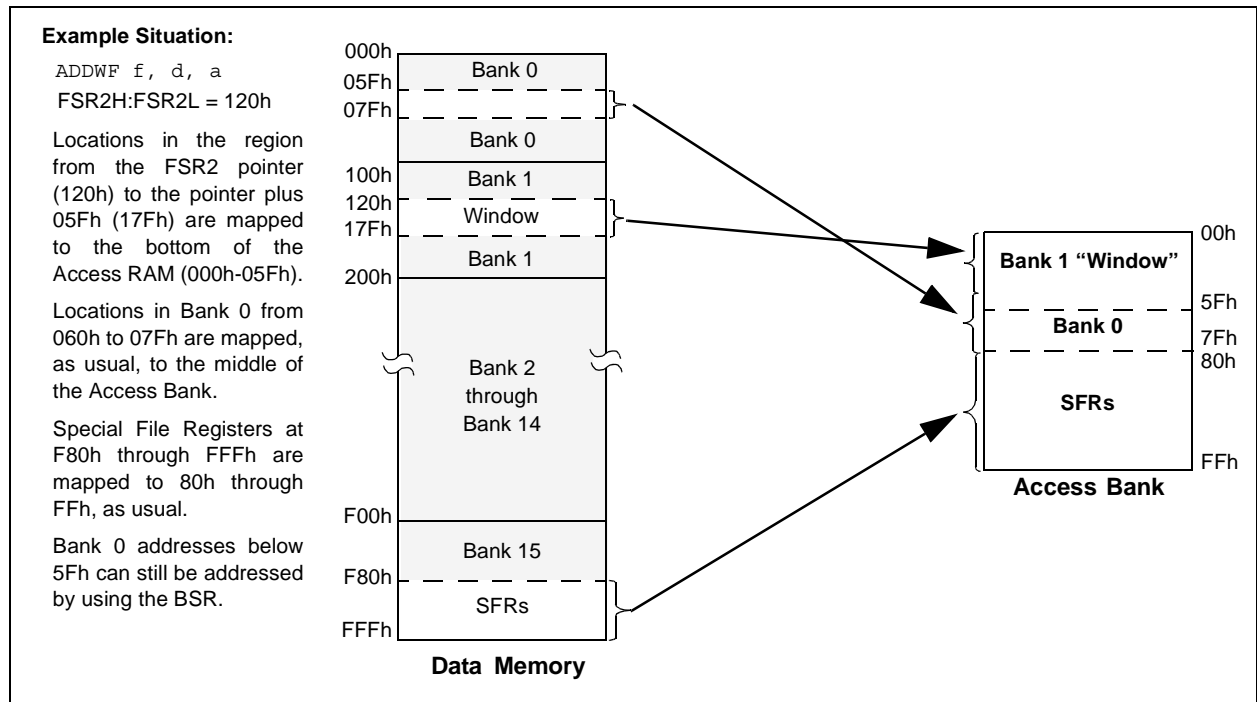 Example Situation:
ADDWF f, d, a
FSR2H:FSR2L = 120h
Locations in the region
from the FSR2 pointer
(120h) to the pointer plus
05Fh (17Fh) are mapped
to the bottom of the
Access RAM (000h-05Fh).
Locations in Bank 0 from
060h to 07Fh are mapped,
as usual, to the middle of
the Access Bank.
Special File Registers at
F80h through FFFh are
mapped to 80h through
FFh, as usual.
Bank 0 addresses below
5Fh can still be addressed
by using the BSR.
000h
Bank 0
05Fh
07Fh
Bank 0
100h
Bank 1
120h
Window
17Fh
Bank 1
200h
Bank 2
through
Bank 14
F00h
Bank 15
F80h
SFRs
FFFh
Data Memory
00h
Bank 1 “Window”
5Fh
Bank 0
7Fh
80h
SFRs
FFh
Access Bank